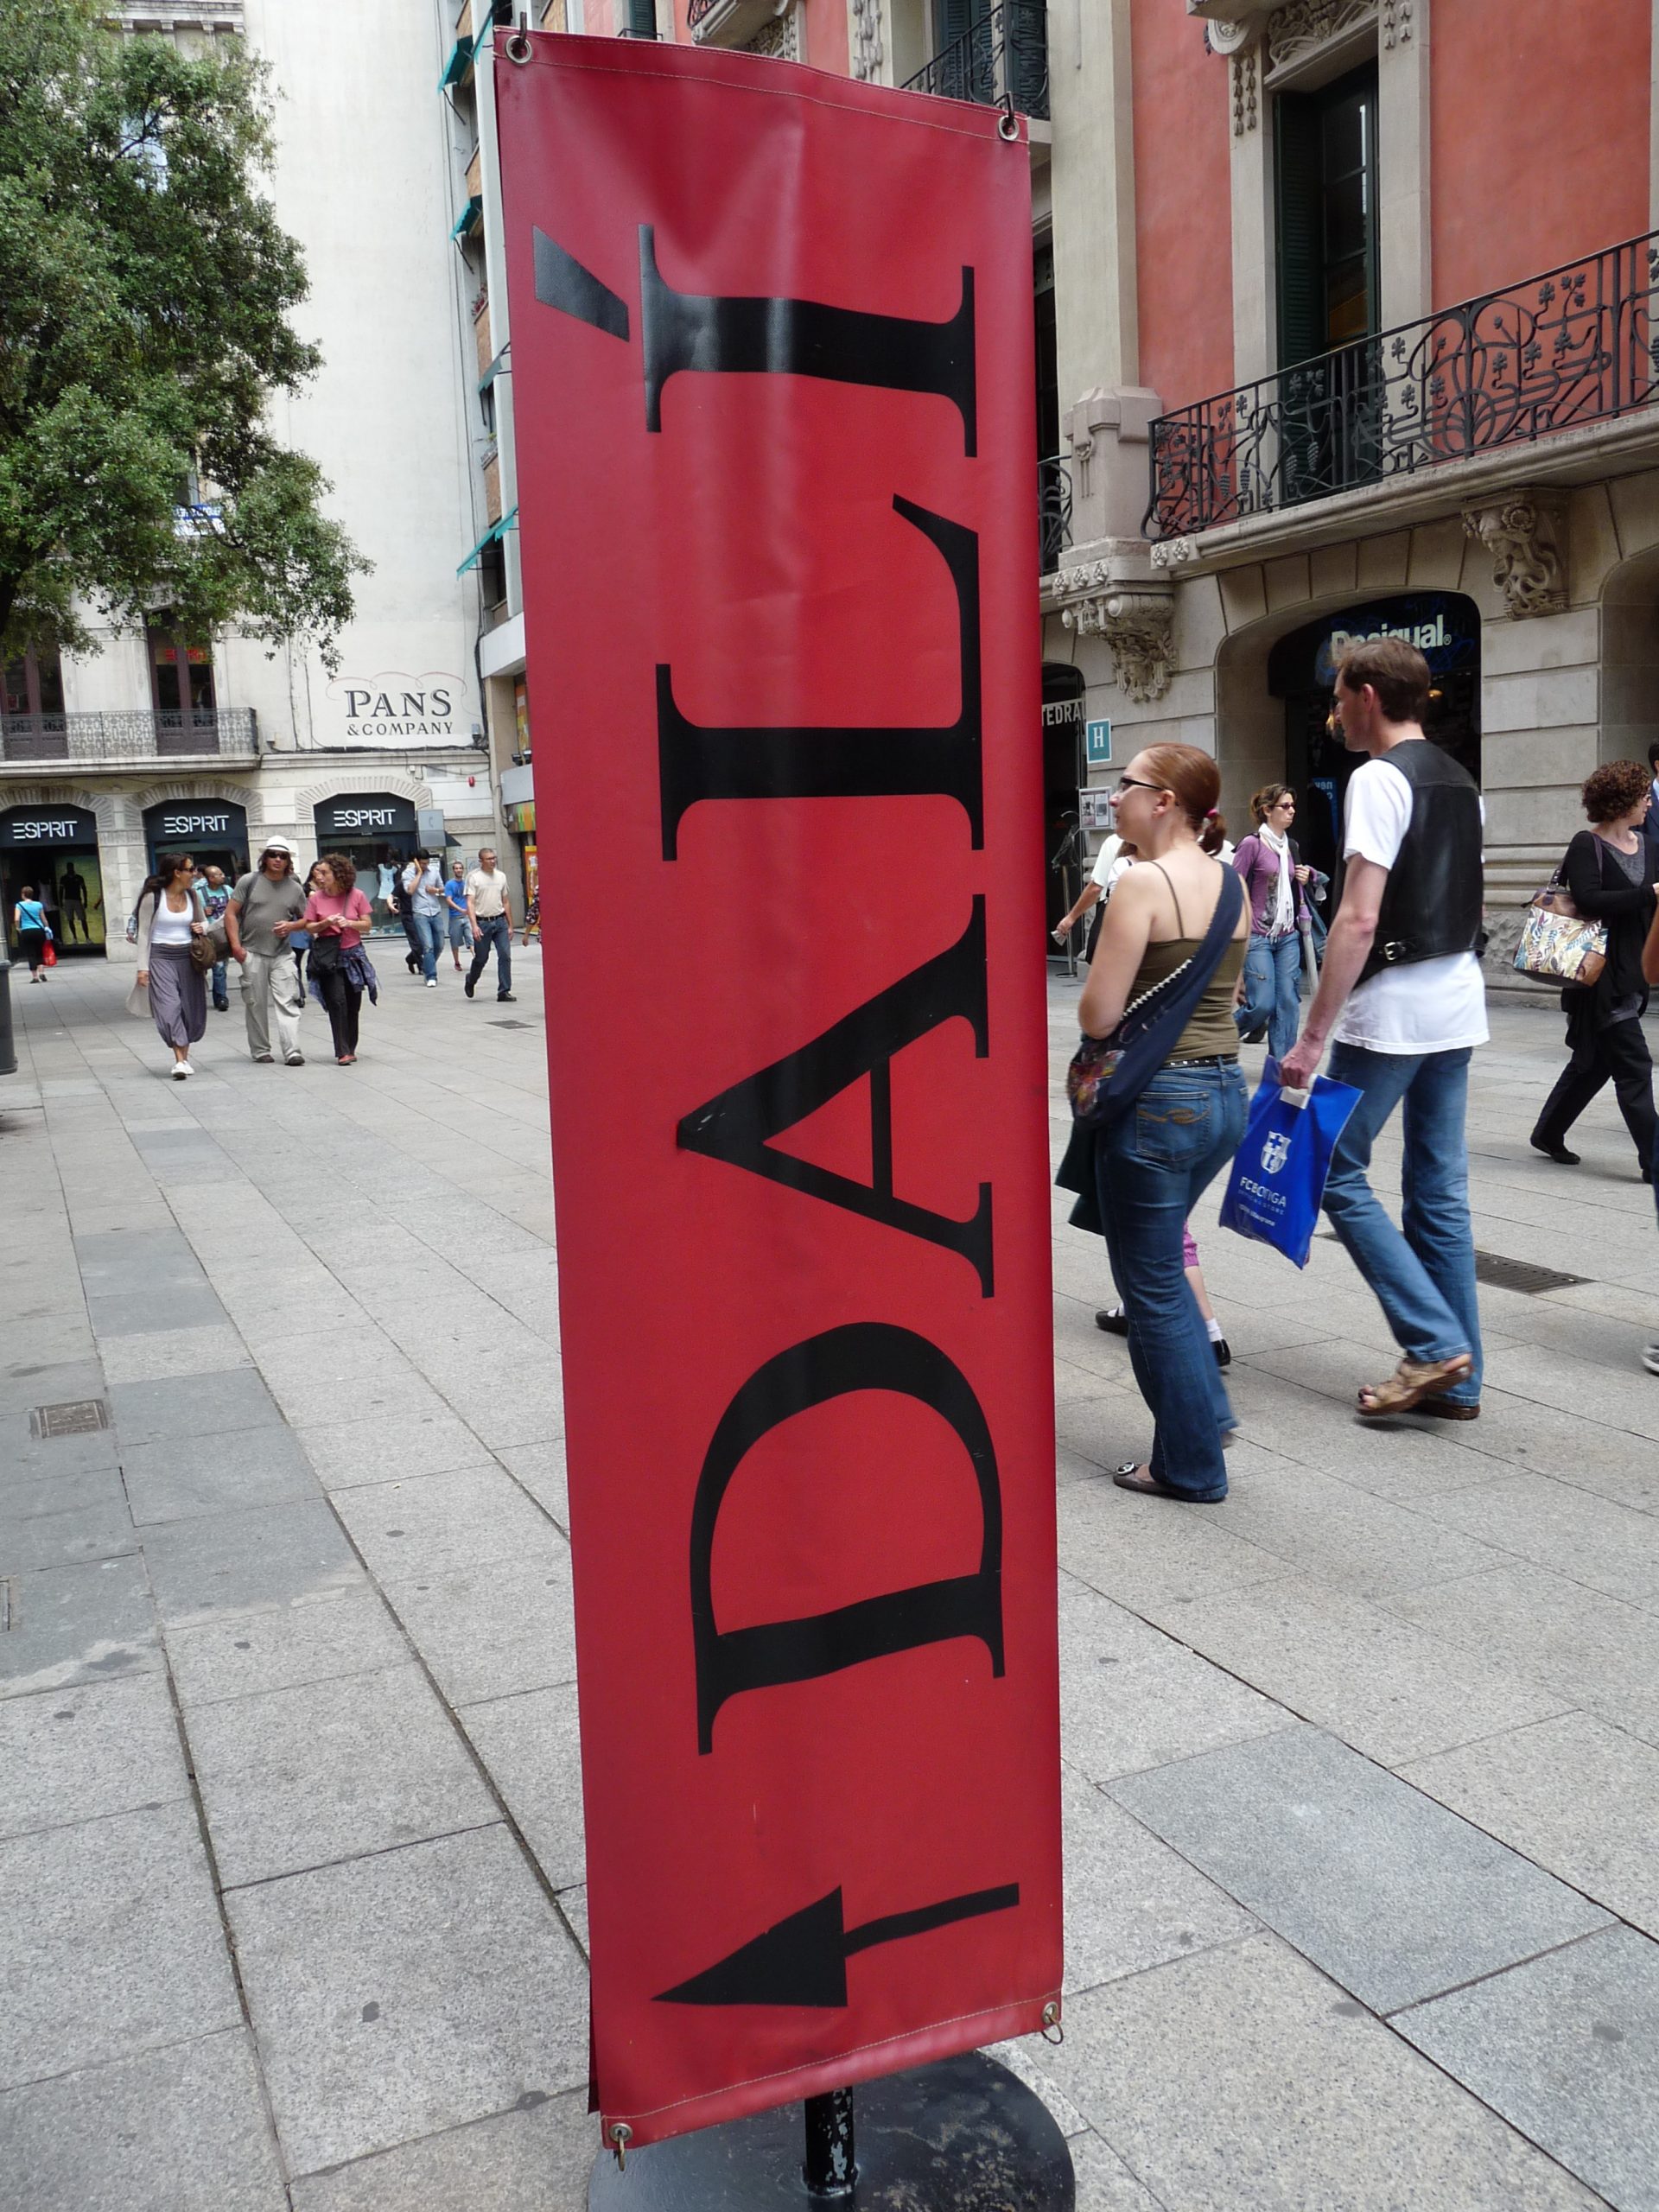 DALÍ
PANS
&COMPANY
ESPRIT
ESPRIT
ESPRIT
Desigual.
H